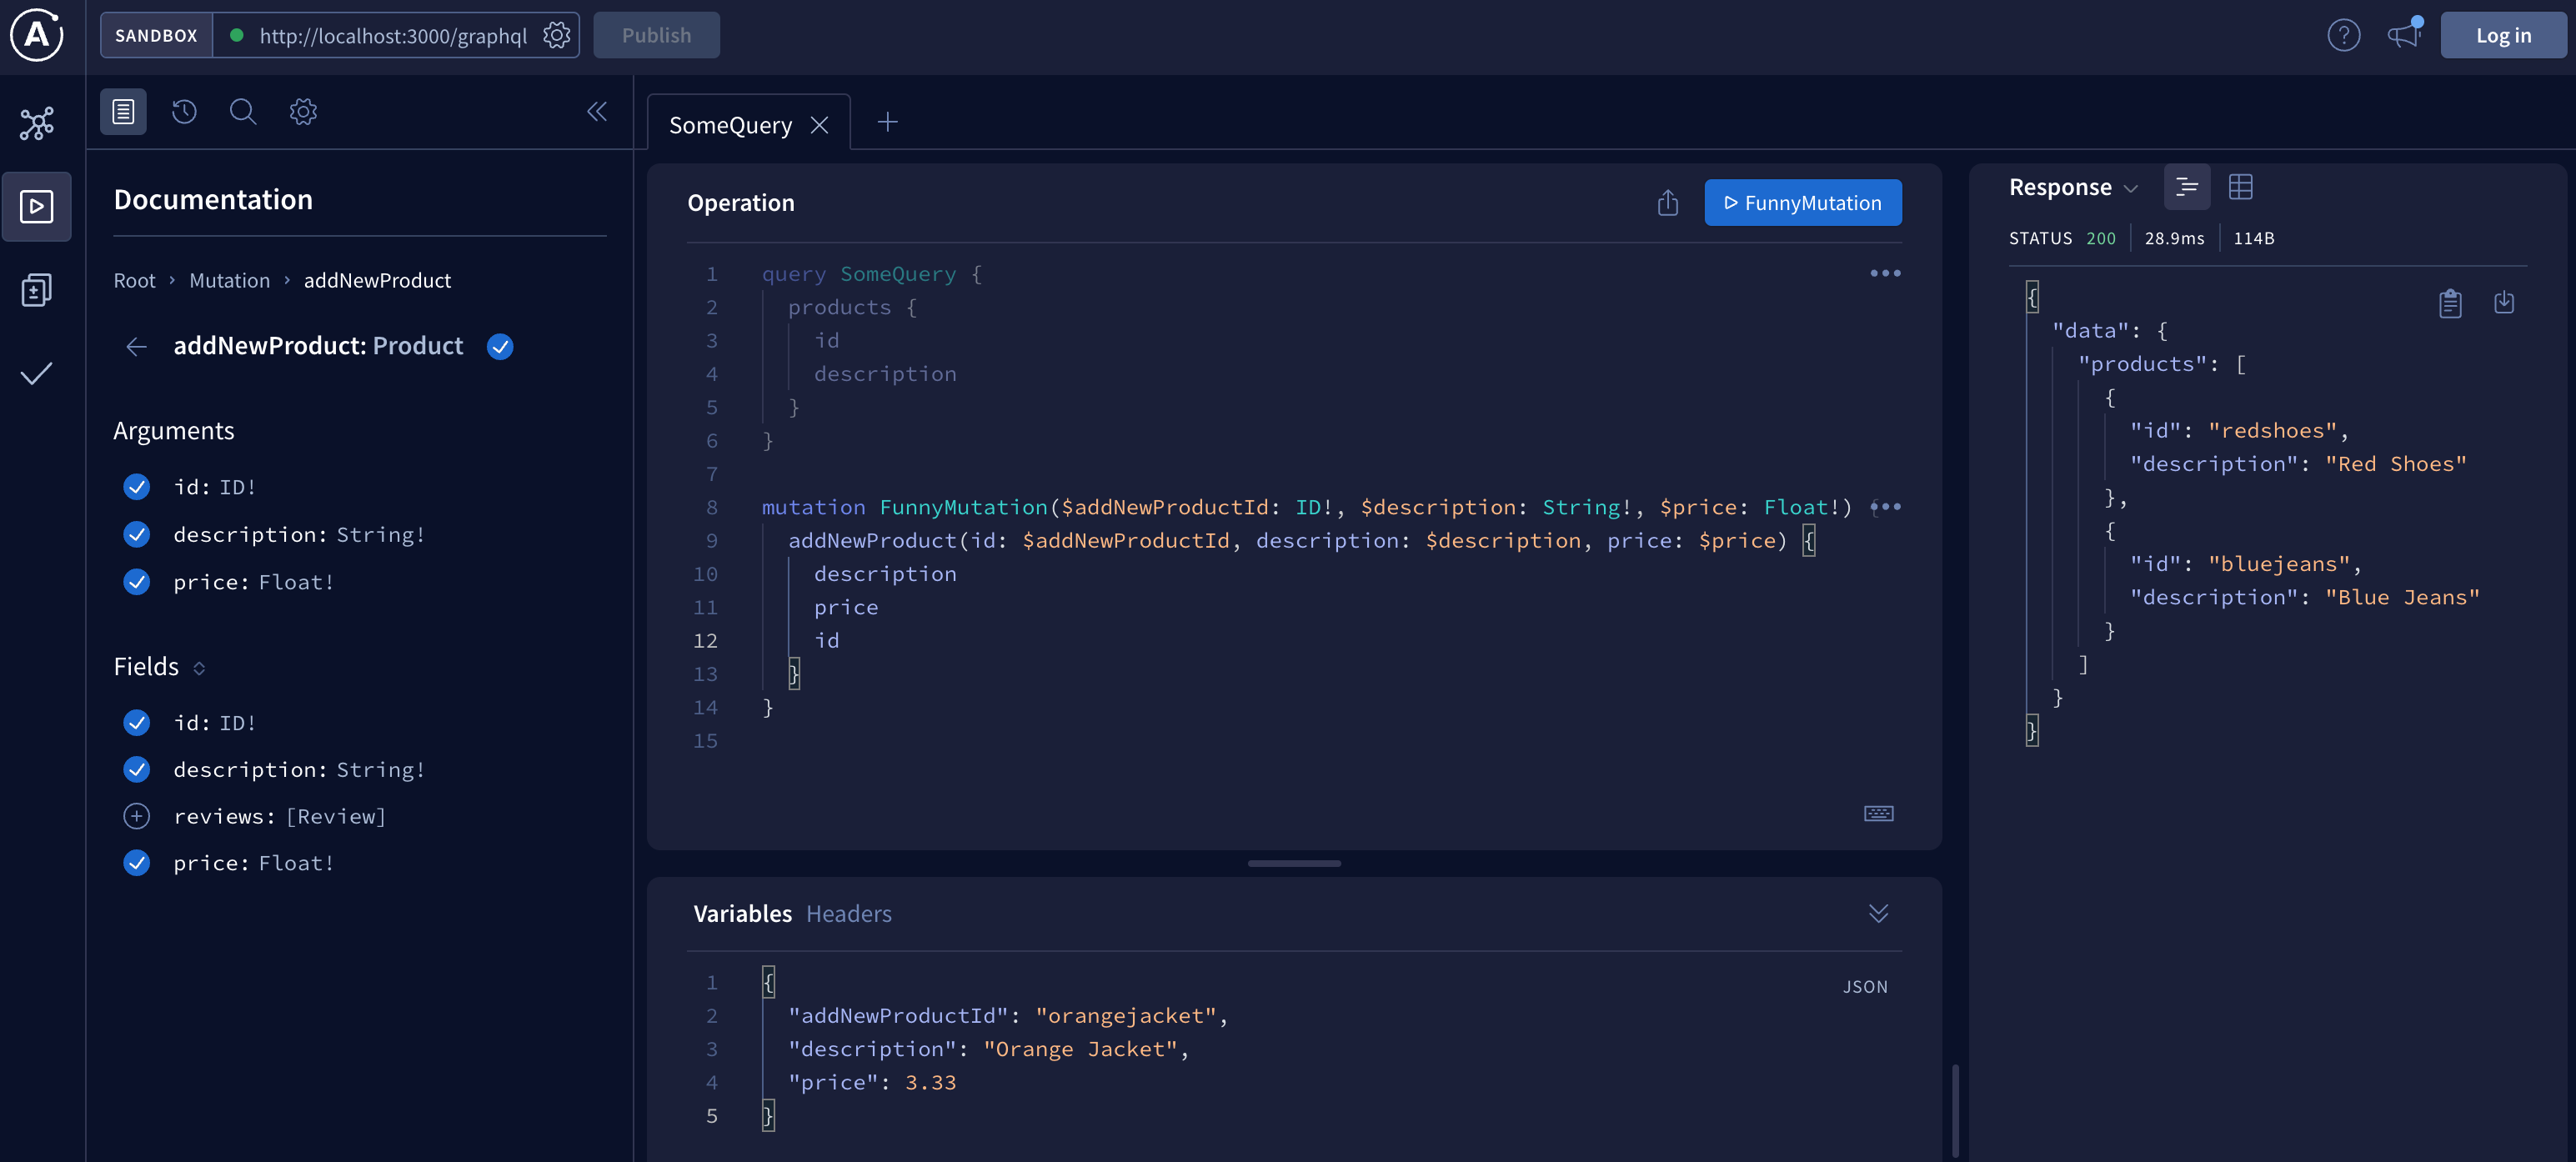 SANDBOX http://localhost:3000/graphql Publish Log in
Documentation
Root › Mutation › addNewProduct
addNewProduct: Product
Arguments
id: ID!
description: String!
price: Float!
Fields
id: ID!
description: String!
reviews: [Review]
price: Float!
SomeQuery
Operation FunnyMutation
1 query SomeQuery {
2 products {
3 id
4 description
5 }
6 }
7
8 mutation FunnyMutation($addNewProductId: ID!, $description: String!, $price: Float!) {
9 addNewProduct(id: $addNewProductId, description: $description, price: $price) {
10 description
11 price
12 id
13 }
14 }
15
Variables Headers
JSON
1 {
2 "addNewProductId": "orangejacket",
3 "description": "Orange Jacket",
4 "price": 3.33
5 }
Response
STATUS 200 28.9ms 114B
{
"data": {
"products": [
{
"id": "redshoes",
"description": "Red Shoes"
},
{
"id": "bluejeans",
"description": "Blue Jeans"
}
]
}
}